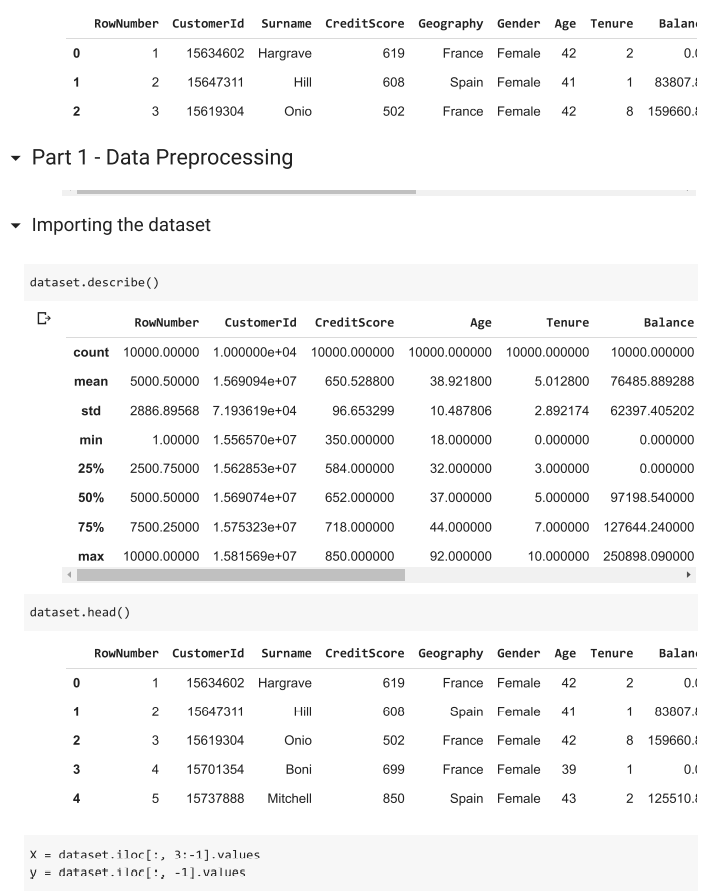 RowNumber CustomerId Surname CreditScore Geography Gender Age Tenure Balanc
0 1 15634602 Hargrave 619 France Female 42 2 0.0
1 2 15647311 Hill 608 Spain Female 41 1 83807.8
2 3 15619304 Onio 502 France Female 42 8 159660.8
Part 1 - Data Preprocessing
Importing the dataset
dataset.describe()
RowNumber CustomerId CreditScore Age Tenure Balance
count 10000.00000 1.000000e+04 10000.000000 10000.000000 10000.000000 10000.000000
mean 5000.50000 1.569094e+07 650.528800 38.921800 5.012800 76485.889288
std 2886.89568 7.193619e+04 96.653299 10.487806 2.892174 62397.405202
min 1.00000 1.556570e+07 350.000000 18.000000 0.000000 0.000000
25% 2500.75000 1.562853e+07 584.000000 32.000000 3.000000 0.000000
50% 5000.50000 1.569074e+07 652.000000 37.000000 5.000000 97198.540000
75% 7500.25000 1.575323e+07 718.000000 44.000000 7.000000 127644.240000
max 10000.00000 1.581569e+07 850.000000 92.000000 10.000000 250898.090000
dataset.head()
RowNumber CustomerId Surname CreditScore Geography Gender Age Tenure Balanc
0 1 15634602 Hargrave 619 France Female 42 2 0.0
1 2 15647311 Hill 608 Spain Female 41 1 83807.8
2 3 15619304 Onio 502 France Female 42 8 159660.8
3 4 15701354 Boni 699 France Female 39 1 0.0
4 5 15737888 Mitchell 850 Spain Female 43 2 125510.8
X = dataset.iloc[:, 3:-1].values
y = dataset.iloc[:, -1].values